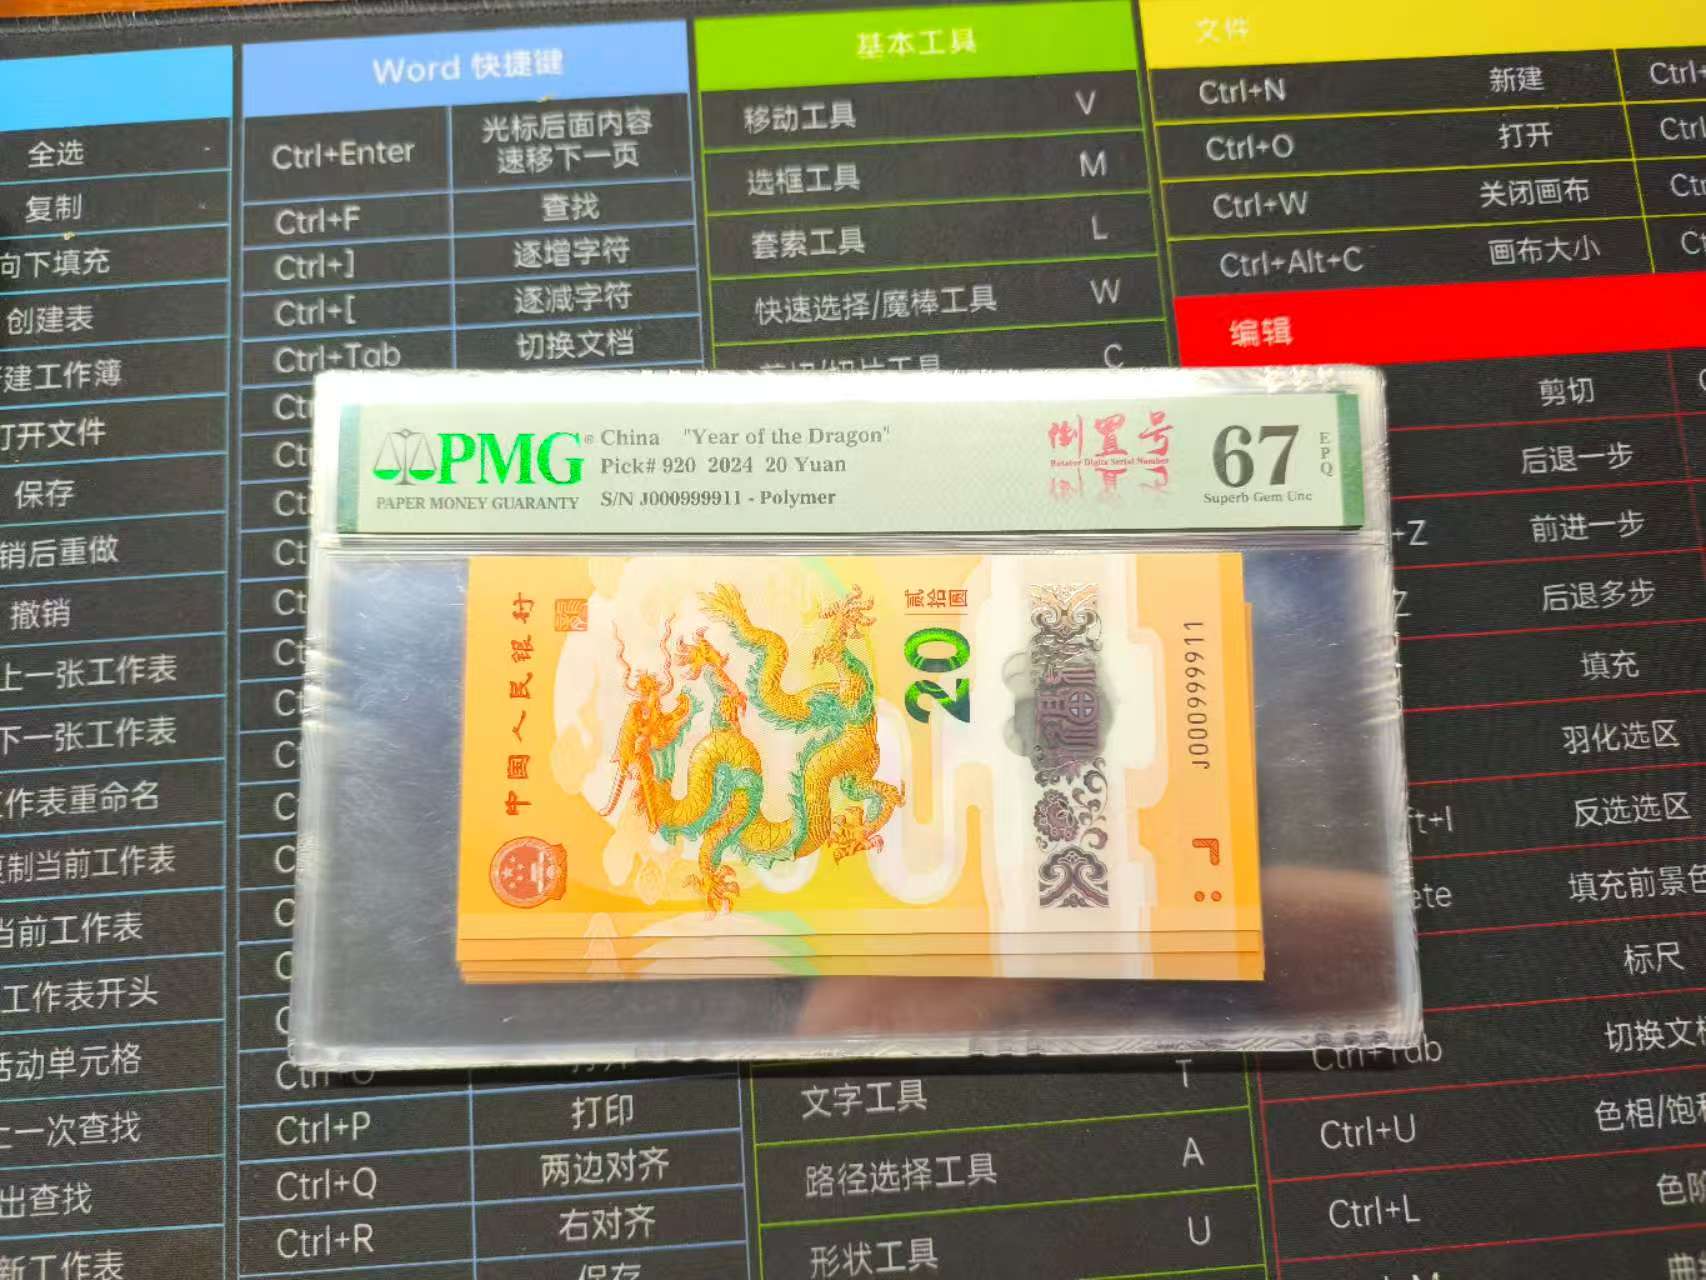 Word 快捷键
基本工具
文件
全选
复制
向下填充
创建表
建工作簿
打开文件
保存
销后重做
撤销
上一张工作表
下一张工作表
工作表重命名
复制当前工作表
当前工作表
工作表开头
活动单元格
上一次查找
出查找
新工作表
Ctrl+Enter 光标后面内容
速移下一页
Ctrl+F 查找
Ctrl+] 逐增字符
Ctrl+[ 逐减字符
Ctrl+Tab 切换文档
Ctrl+P 打印
Ctrl+Q 两边对齐
Ctrl+R 右对齐
保存
移动工具 V
选框工具 M
套索工具 L
快速选择/魔棒工具 W
C
T
文字工具
路径选择工具 A
形状工具 U
Ctrl+N 新建 Ctrl+
Ctrl+O 打开
Ctrl+W 关闭画布
Ctrl+Alt+C 画布大小
编辑
剪切
后退一步
+Z 前进一步
Z 后退多步
填充
羽化选区
ft+I 反选选区
ete 填充前景色
标尺
Ctrl+Tab 切换文
Ctrl+U 色相/饱
Ctrl+L 色阶
PMG®
PAPER MONEY GUARANTY
China "Year of the Dragon"
Pick# 920 2024 20 Yuan
S/N J000999911 - Polymer
倒置号
Rotator Digits Serial Number
67
EPQ
Superb Gem Unc
中国人民银行
贰拾圆
20
J000999911